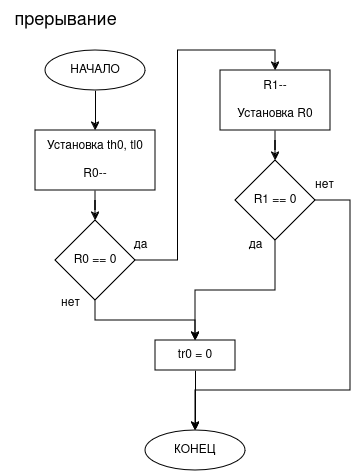 прерывание
НАЧАЛО
Установка th0, tl0
R0--
R0 == 0
да
нет
R1--
Установка R0
R1 == 0
нет
да
tr0 = 0
КОНЕЦ